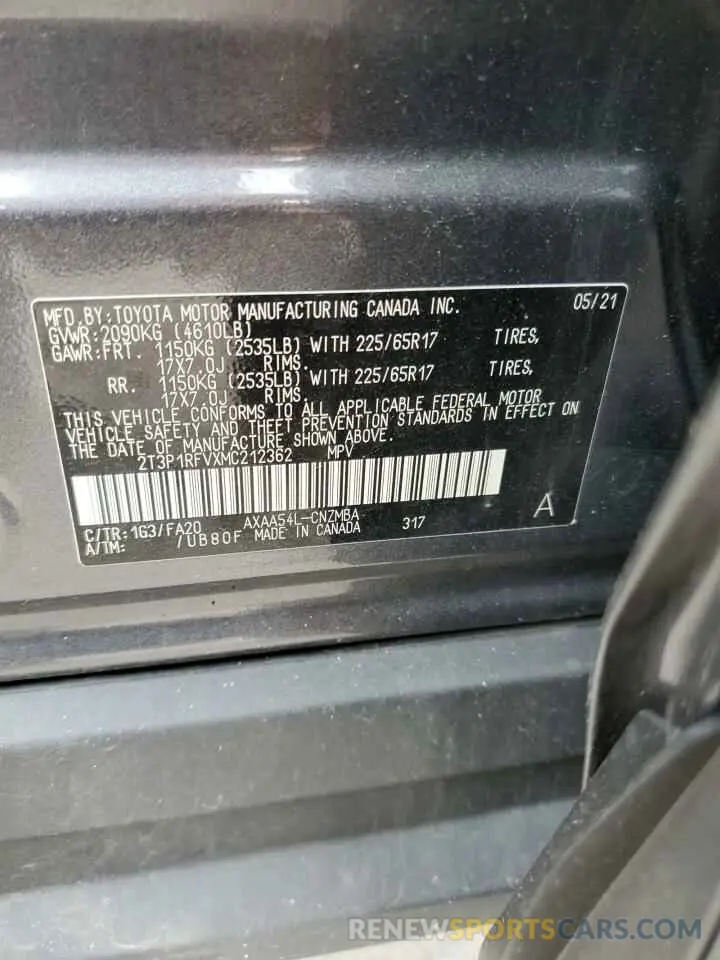 MFD.BY:TOYOTA MOTOR MANUFACTURING CANADA INC. 05/21
GVWR:2090KG (4610LB)
GAWR:FRT. 1150KG (2535LB) WITH 225/65R17 TIRES,
17X7.0J RIMS.
RR. 1150KG (2535LB) WITH 225/65R17 TIRES,
17X7.0J RIMS.
THIS VEHICLE CONFORMS TO ALL APPLICABLE FEDERAL MOTOR
VEHICLE SAFETY AND THEFT PREVENTION STANDARDS IN EFFECT ON
THE DATE OF MANUFACTURE SHOWN ABOVE.
2T3P1RFVXMC212362 MPV
C/TR:1G3/FA20 AXAA54L-CNZMBA 317 A
A/TM: /UB80F MADE IN CANADA
RENEWSPORTSCARS.COM